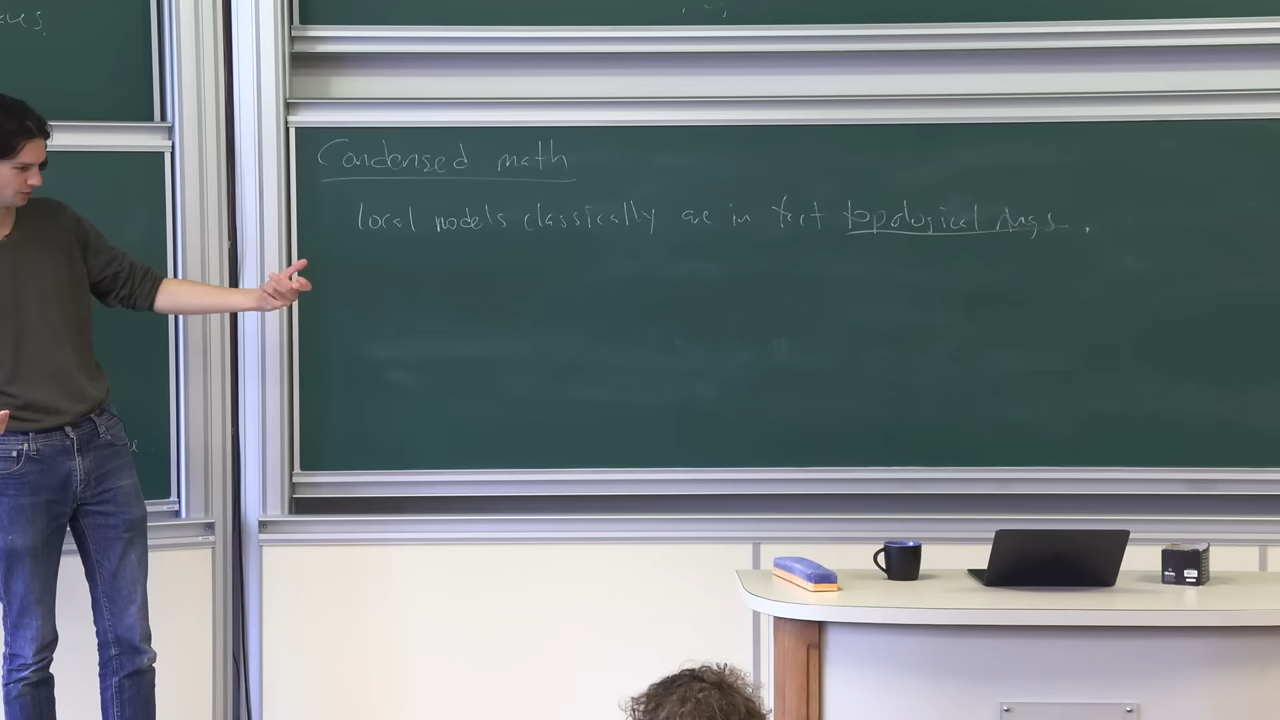 Condensed math
local models classically are in fact topological rings.